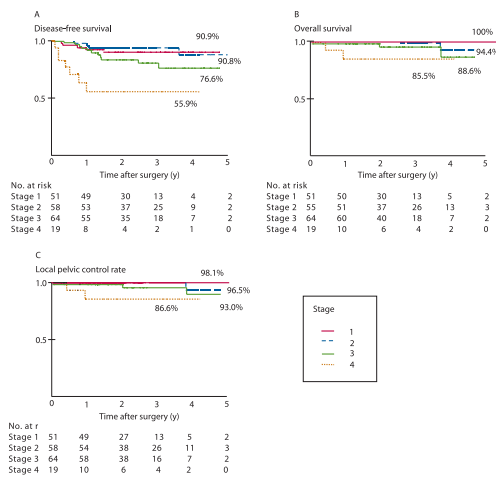 A
Disease-free survival
1.0
0.5
90.9%
90.8%
76.6%
55.9%
0 1 2 3 4 5
Time after surgery (y)
No. at risk
Stage 1 51 49 30 13 4 2
Stage 2 58 53 37 25 9 2
Stage 3 64 55 35 18 7 2
Stage 4 19 8 4 2 1 0
B
Overall survival
1.0
0.5
100%
94.4%
88.6%
85.5%
0 1 2 3 4 5
Time after surgery (y)
No. at risk
Stage 1 51 50 30 13 5 2
Stage 2 55 51 37 26 13 3
Stage 3 64 60 40 18 7 2
Stage 4 19 10 6 4 2 0
C
Local pelvic control rate
1.0
0.5
98.1%
96.5%
93.0%
86.6%
0 1 2 3 4 5
Time after surgery (y)
No. at r
Stage 1 51 49 27 13 5 2
Stage 2 58 54 38 26 11 3
Stage 3 64 58 38 16 7 2
Stage 4 19 10 6 4 2 0
Stage
1
2
3
4